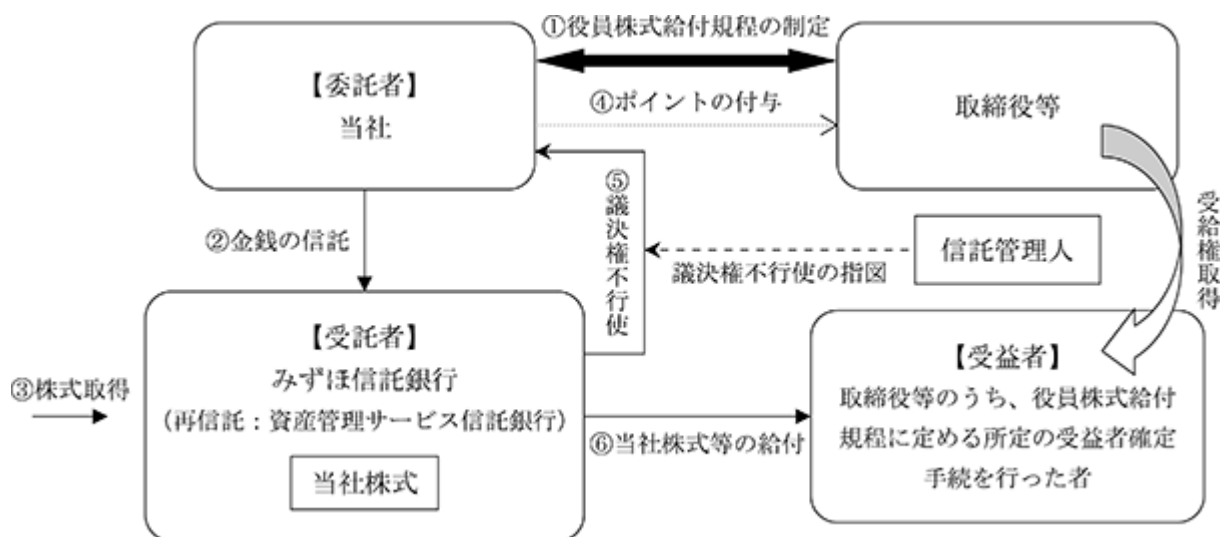 ①役員株式給付規程の制定
【委託者】
当社
④ポイントの付与
取締役等
②金銭の信託
⑤議決権不行使
議決権不行使の指図
信託管理人
受給権取得
③株式取得
【受託者】
みずほ信託銀行
(再信託:資産管理サービス信託銀行)
当社株式
⑥当社株式等の給付
【受益者】
取締役等のうち、役員株式給付
規程に定める所定の受益者確定
手続を行った者